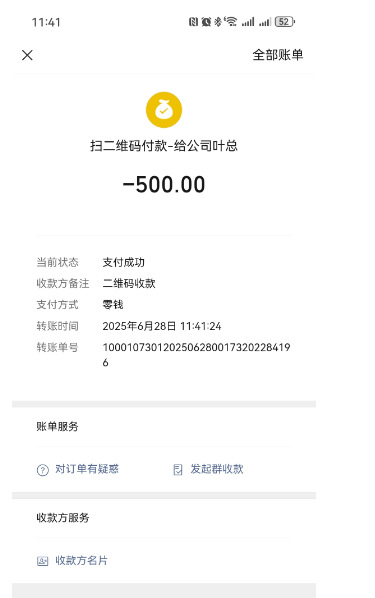 11:41
52
全部账单
扫二维码付款-给公司叶总
-500.00
当前状态 支付成功
收款方备注 二维码收款
支付方式 零钱
转账时间 2025年6月28日 11:41:24
转账单号 1000107301202506280017320228419
6
账单服务
对订单有疑惑 发起群收款
收款方服务
收款方名片